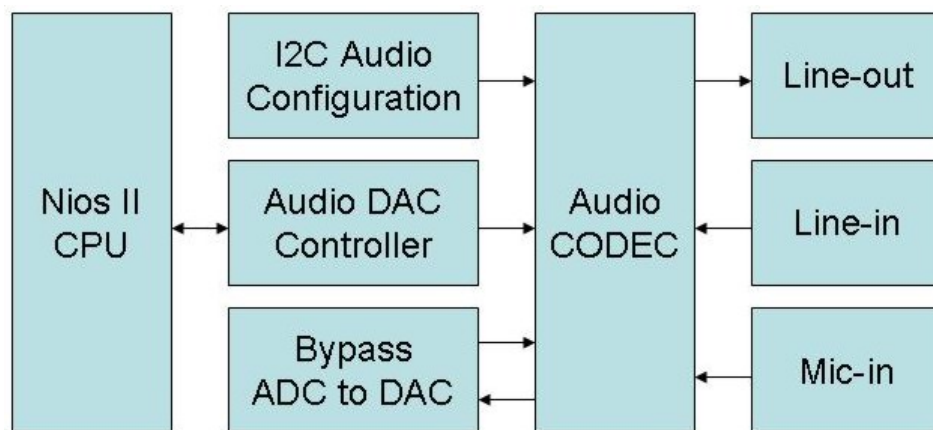 Nios II
CPU
I2C Audio
Configuration
Audio DAC
Controller
Bypass
ADC to DAC
Audio
CODEC
Line-out
Line-in
Mic-in